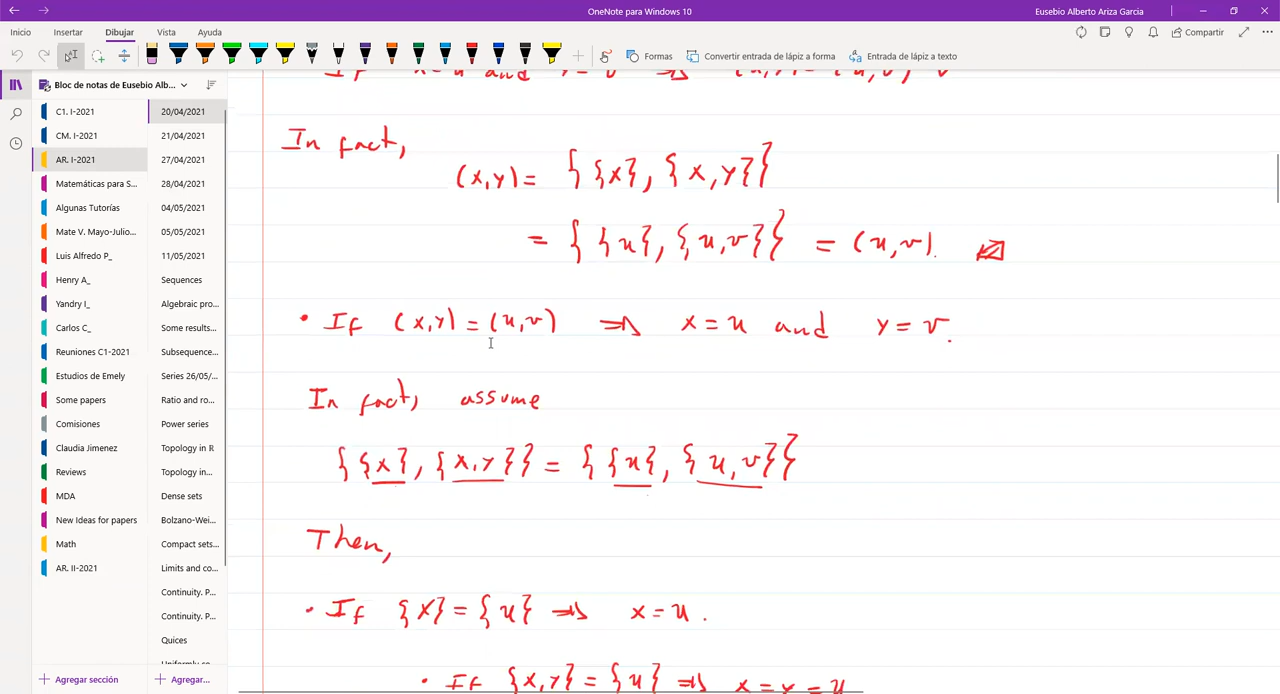 OneNote para Windows 10
Eusebio Alberto Ariza Garcia
Inicio Insertar Dibujar Vista Ayuda
Compartir
Formas Convertir entrada de lápiz a forma Entrada de lápiz a texto
Bloc de notas de Eusebio Alb...
C1. I-2021
CM. I-2021
AR. I-2021
Matemáticas para S...
Algunas Tutorías
Mate V. Mayo-Julio...
Luis Alfredo P_
Henry A_
Yandry I_
Carlos C_
Reuniones C1-2021
Estudios de Emely
Some papers
Comisiones
Claudia Jimenez
Reviews
MDA
New Ideas for papers
Math
AR. II-2021
Agregar sección
20/04/2021
21/04/2021
27/04/2021
28/04/2021
04/05/2021
05/05/2021
11/05/2021
Sequences
Algebraic pro...
Some results...
Subsequence...
Series 26/05/...
Ratio and ro...
Power series
Topology in R
Topology in...
Dense sets
Bolzano-Wei...
Compact sets...
Limits and co...
Continuity. P...
Continuity. P...
Quices
Uniformly co...
Agregar...
If x=u and y=v ⇒ (x,y)=(u,v)
In fact,
(x,y) = {{x}, {x,y}}
= {{u}, {u,v}} = (u,v).
• If (x,y)=(u,v) ⇒ x=u and y=v.
In fact, assume
{{x}, {x,y}} = {{u}, {u,v}}
Then,
• If {x}={u} ⇒ x=u.
• If {x,y}={u} ⇒ x=y=u